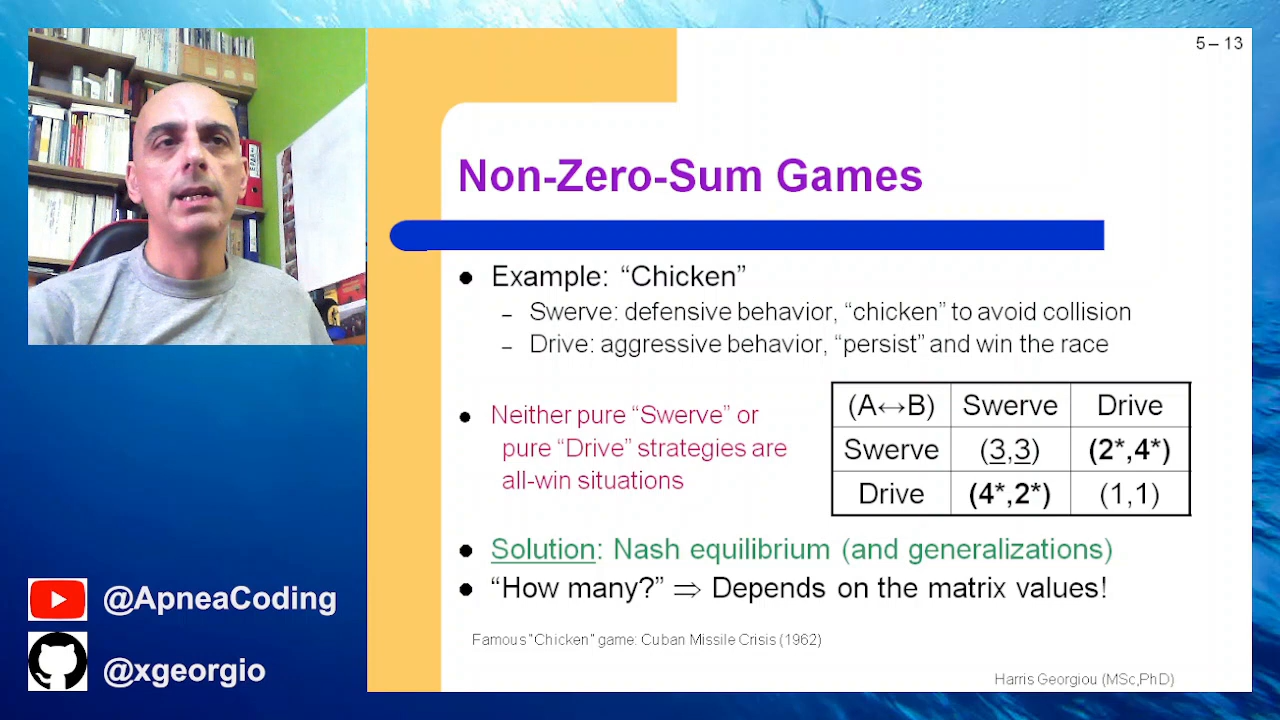 5 – 13
Non-Zero-Sum Games
● Example: “Chicken”
– Swerve: defensive behavior, “chicken” to avoid collision
– Drive: aggressive behavior, “persist” and win the race
● Neither pure “Swerve” or
pure “Drive” strategies are
all-win situations
(A↔B) Swerve Drive
Swerve (3,3) (2*,4*)
Drive (4*,2*) (1,1)
● Solution: Nash equilibrium (and generalizations)
● “How many?” ⇒ Depends on the matrix values!
Famous "Chicken" game: Cuban Missile Crisis (1962)
Harris Georgiou (MSc,PhD)
@ApneaCoding
@xgeorgio